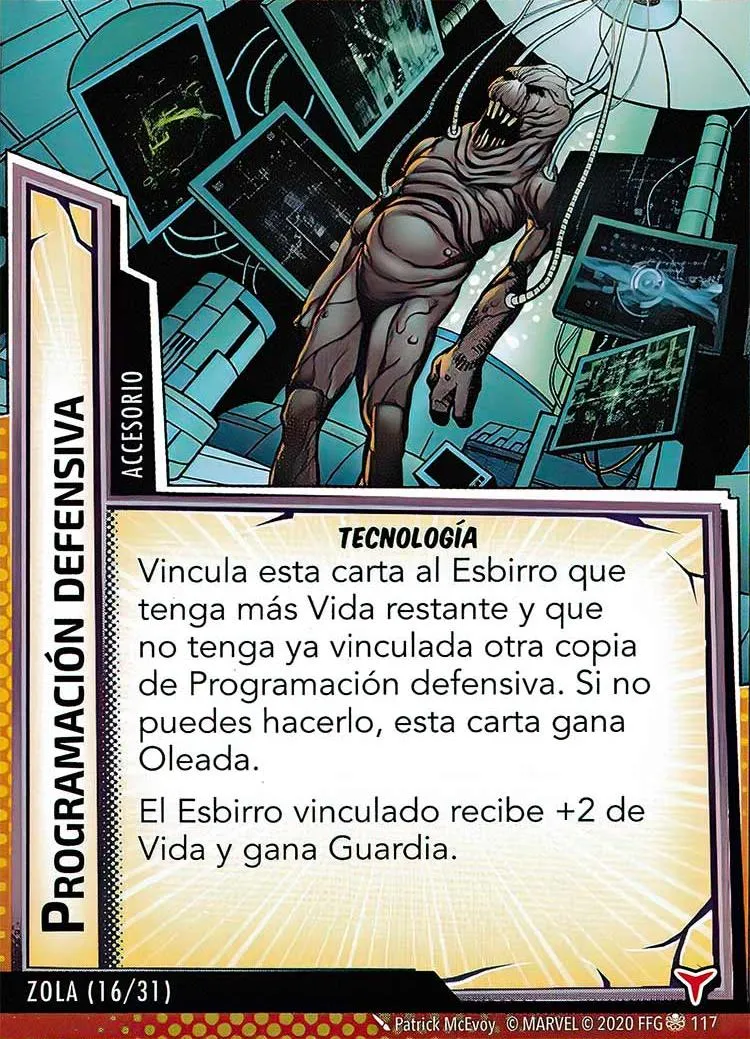 ACCESORIO
PROGRAMACIÓN DEFENSIVA
TECNOLOGÍA
Vincula esta carta al Esbirro que
tenga más Vida restante y que
no tenga ya vinculada otra copia
de Programación defensiva. Si no
puedes hacerlo, esta carta gana
Oleada.
El Esbirro vinculado recibe +2 de
Vida y gana Guardia.
ZOLA (16/31)
Patrick McEvoy © MARVEL © 2020 FFG 117